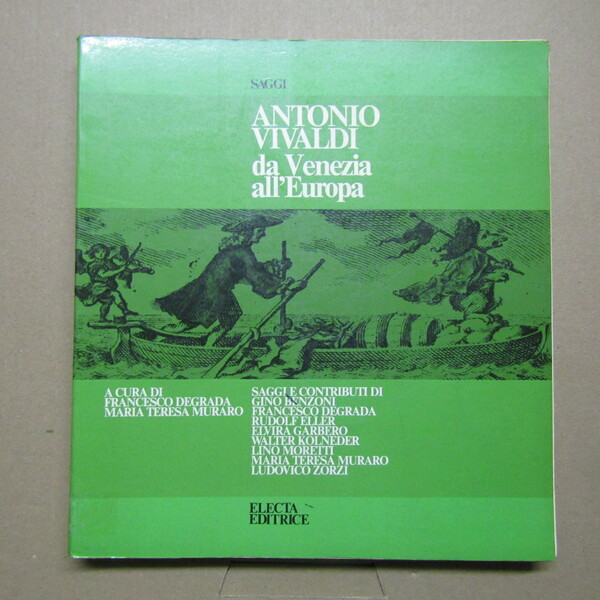 SAGGI
ANTONIO
VIVALDI
da Venezia
all'Europa
A CURA DI
FRANCESCO DEGRADA
MARIA TERESA MURARO
SAGGI E CONTRIBUTI DI
GINO BENZONI
FRANCESCO DEGRADA
RUDOLF ELLER
ELVIRA GARBERO
WALTER KOLNEDER
LINO MORETTI
MARIA TERESA MURARO
LUDOVICO ZORZI
ELECTA
EDITRICE